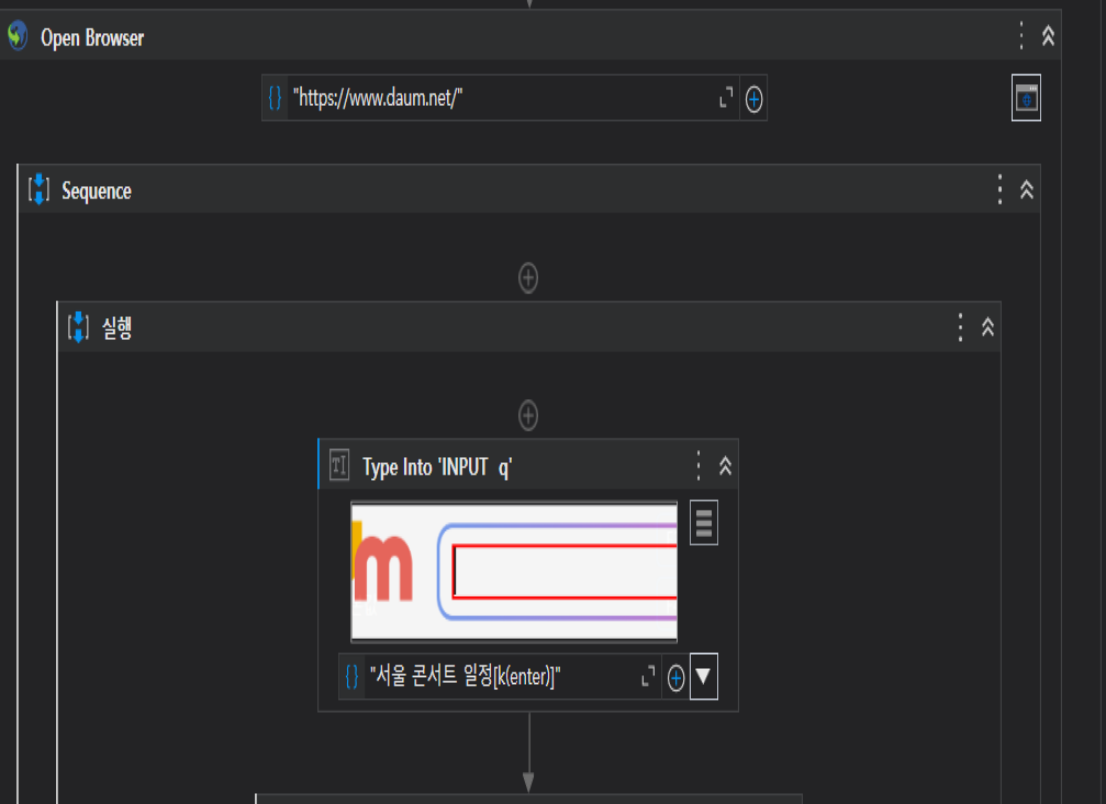 Open Browser
"https://www.daum.net/"
Sequence
실행
Type Into 'INPUT  q'
m
"서울 콘서트 일정[k(enter)]"